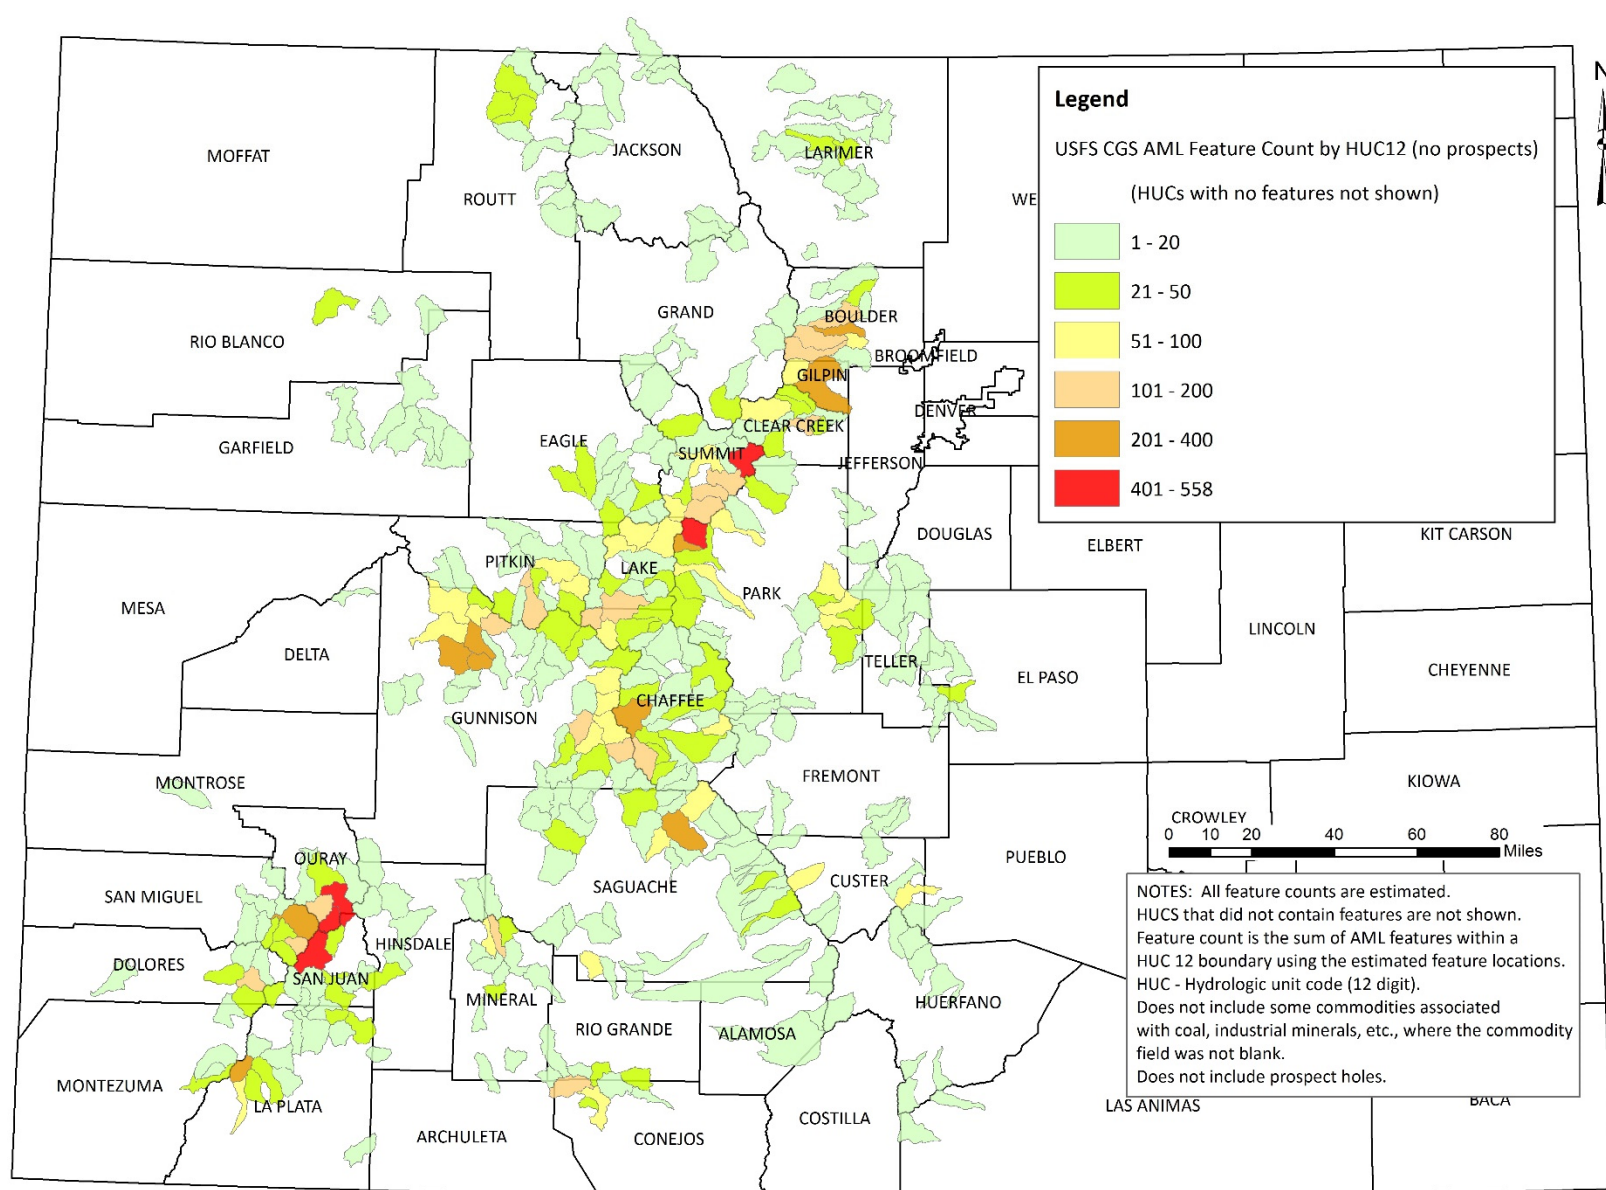 N
Legend
USFS CGS AML Feature Count by HUC12 (no prospects)
(HUCs with no features not shown)
1 - 20
21 - 50
51 - 100
101 - 200
201 - 400
401 - 558
MOFFAT
JACKSON
LARIMER
ROUTT
WE
GRAND
BOULDER
RIO BLANCO
BROOMFIELD
GILPIN
DENVER
CLEAR CREEK
GARFIELD
EAGLE
SUMMIT
JEFFERSON
DOUGLAS
ELBERT
KIT CARSON
PITKIN
LAKE
PARK
MESA
LINCOLN
DELTA
TELLER
EL PASO
CHEYENNE
CHAFFEE
GUNNISON
MONTROSE
FREMONT
KIOWA
CROWLEY
0 10 20 40 60 80
Miles
OURAY
PUEBLO
SAN MIGUEL
SAGUACHE
CUSTER
HINSDALE
DOLORES
SAN JUAN
MINERAL
HUERFANO
RIO GRANDE
ALAMOSA
MONTEZUMA
LA PLATA
COSTILLA
LAS ANIMAS
BACA
ARCHULETA
CONEJOS
NOTES: All feature counts are estimated.
HUCS that did not contain features are not shown.
Feature count is the sum of AML features within a
HUC 12 boundary using the estimated feature locations.
HUC - Hydrologic unit code (12 digit).
Does not include some commodities associated
with coal, industrial minerals, etc., where the commodity
field was not blank.
Does not include prospect holes.